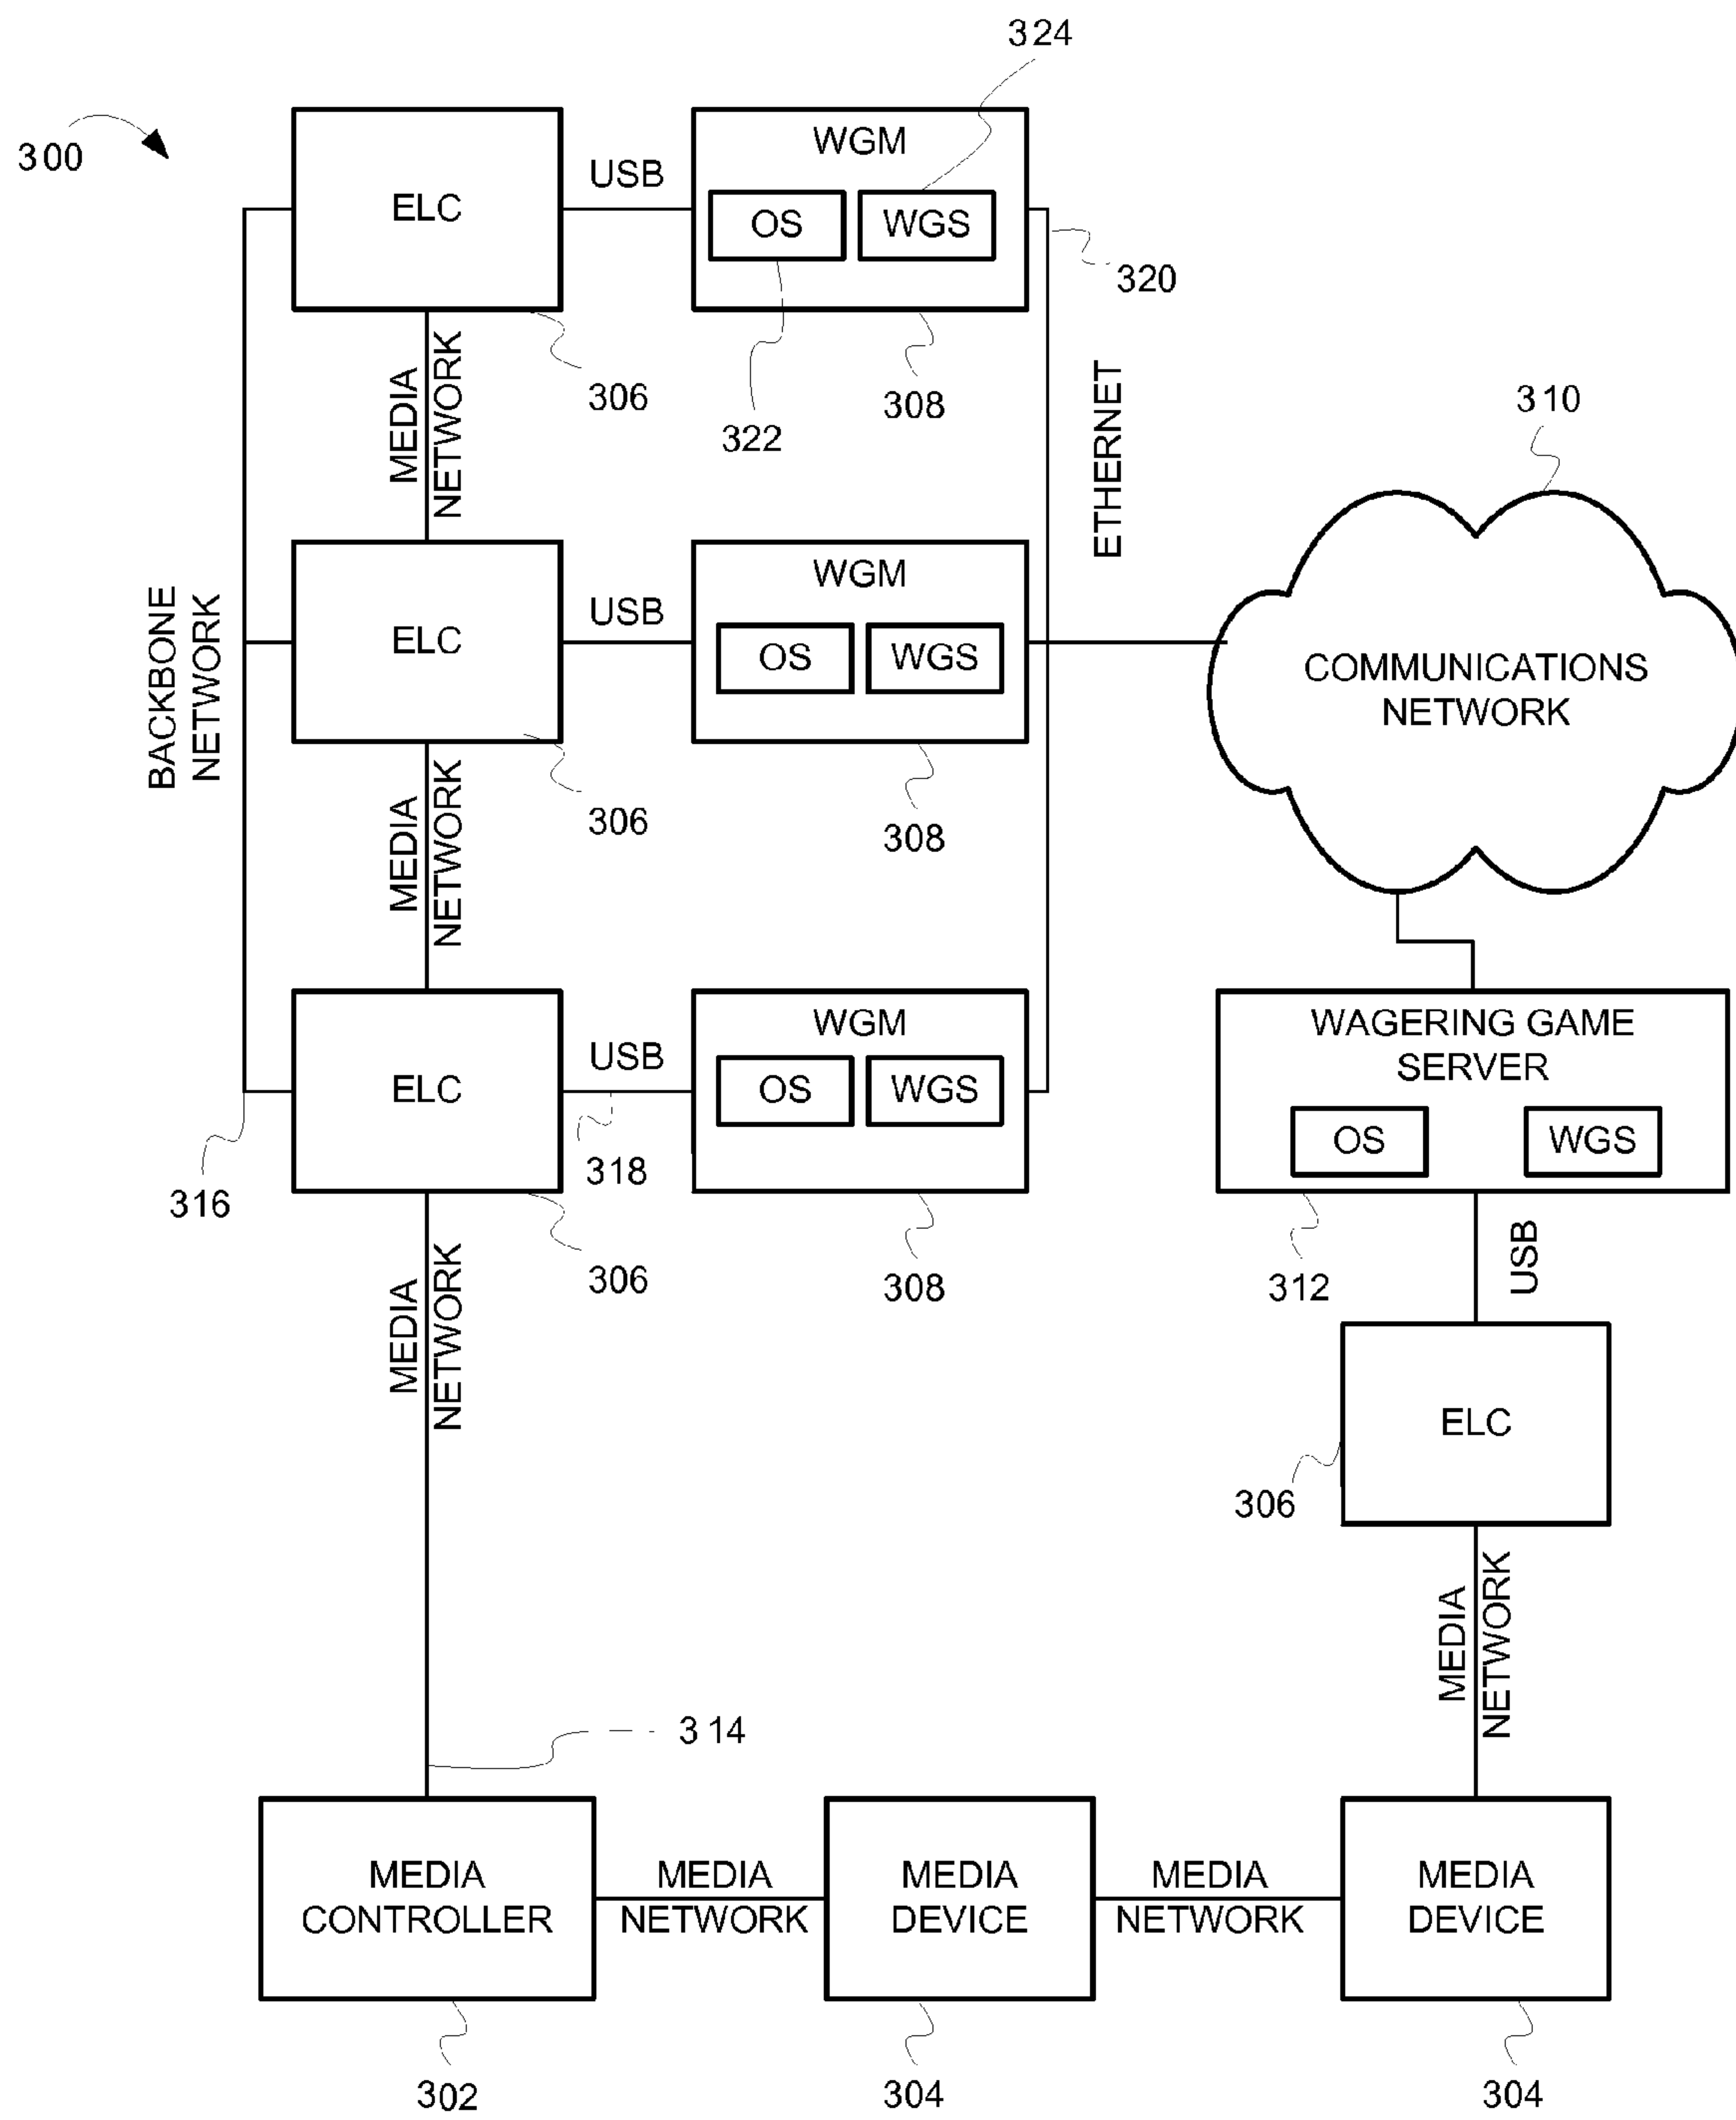 324
300
ELC
USB
WGM
OS
WGS
320
306
322
308
MEDIA
NETWORK
ETHERNET
310
BACKBONE
NETWORK
ELC
USB
WGM
OS
WGS
COMMUNICATIONS
NETWORK
306
308
MEDIA
NETWORK
ELC
USB
318
WGM
OS
WGS
WAGERING GAME
SERVER
OS
WGS
316
306
308
312
USB
MEDIA
NETWORK
ELC
306
MEDIA
NETWORK
314
MEDIA
CONTROLLER
MEDIA
NETWORK
MEDIA
DEVICE
MEDIA
NETWORK
MEDIA
DEVICE
302
304
304